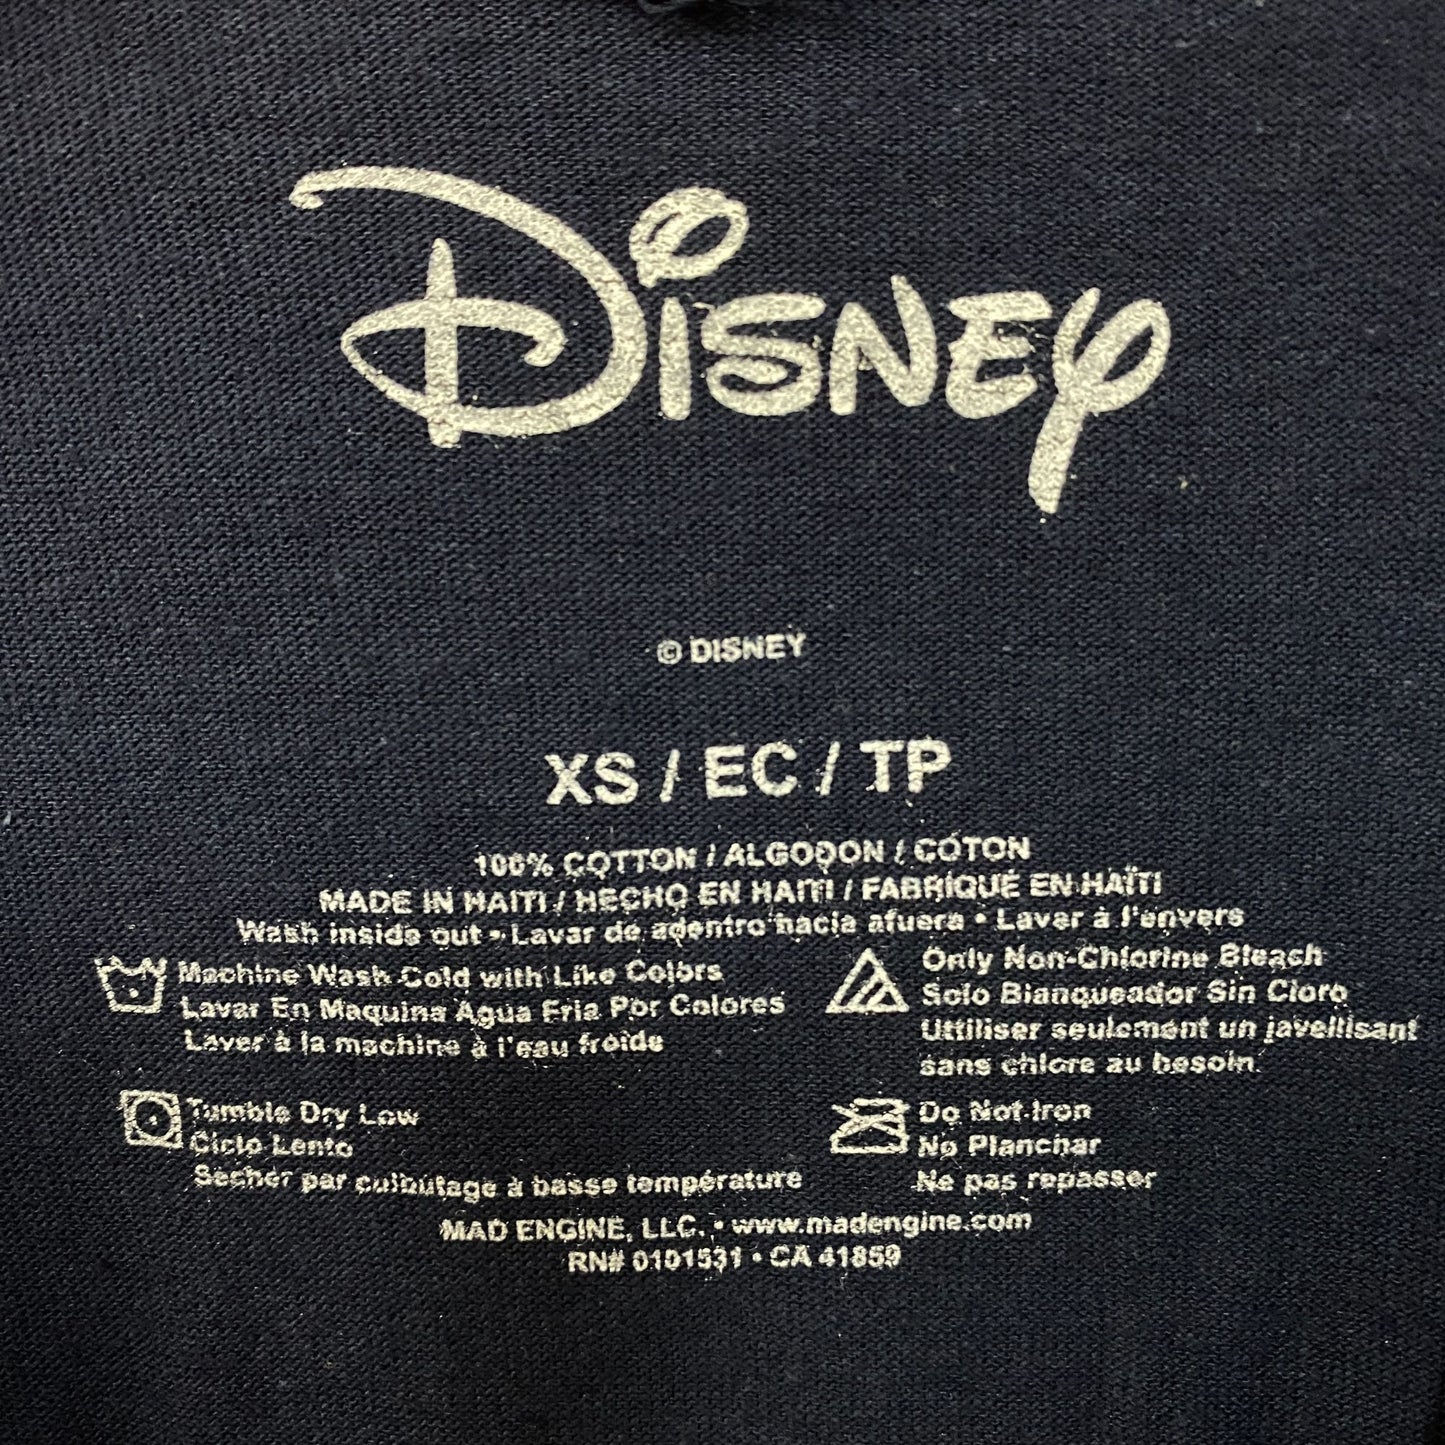 Disney
© DISNEY
XS / EC / TP
100% COTTON / ALGODON / COTON
MADE IN HAITI / HECHO EN HAITI / FABRIQUÉ EN HAÏTI
Wash inside out • Lavar de adentro hacia afuera • Lavar à l'envers
Machine Wash Cold with Like Colors
Lavar En Maquina Agua Fria Por Colores
Laver à la machine à l'eau froide
Only Non-Chlorine Bleach
Solo Blanqueador Sin Cloro
Uttiliser seulement un javellisant
sans chlore au besoin.
Tumble Dry Low
Ciclo Lento
Sécher par culbutage à basse température
Do Not Iron
No Planchar
Ne pas repasser
MAD ENGINE, LLC. • www.madengine.com
RN# 0101531 • CA 41859